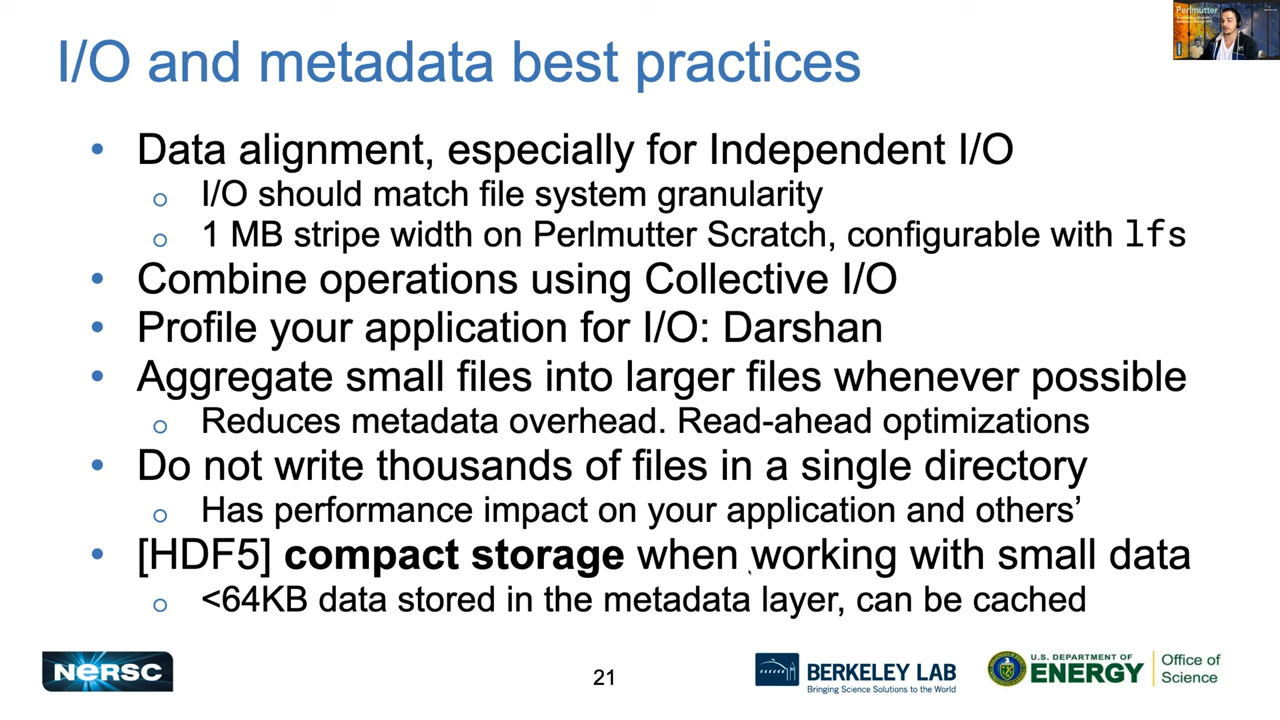 I/O and metadata best practices
Perlmutter
• Data alignment, especially for Independent I/O
o I/O should match file system granularity
o 1 MB stripe width on Perlmutter Scratch, configurable with lfs
• Combine operations using Collective I/O
• Profile your application for I/O: Darshan
• Aggregate small files into larger files whenever possible
o Reduces metadata overhead. Read-ahead optimizations
• Do not write thousands of files in a single directory
o Has performance impact on your application and others’
• [HDF5] compact storage when working with small data
o <64KB data stored in the metadata layer, can be cached
NERSC
21
BERKELEY LAB
Bringing Science Solutions to the World
U.S. DEPARTMENT OF
ENERGY
Office of
Science